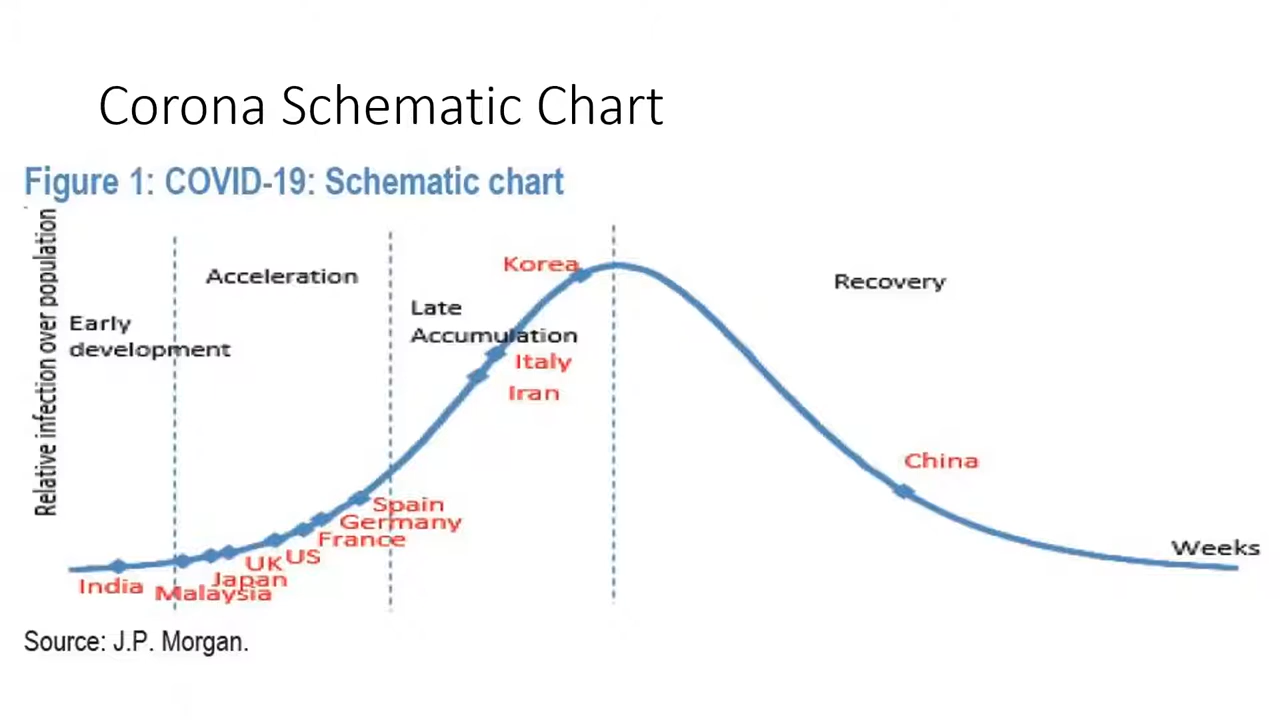 Corona Schematic Chart
Figure 1: COVID-19: Schematic chart
Relative infection over population
Early
development
Acceleration
Late
Accumulation
Recovery
Korea
Italy
Iran
China
Spain
Germany
France
US
UK
Japan
Malaysia
India
Weeks
Source: J.P. Morgan.